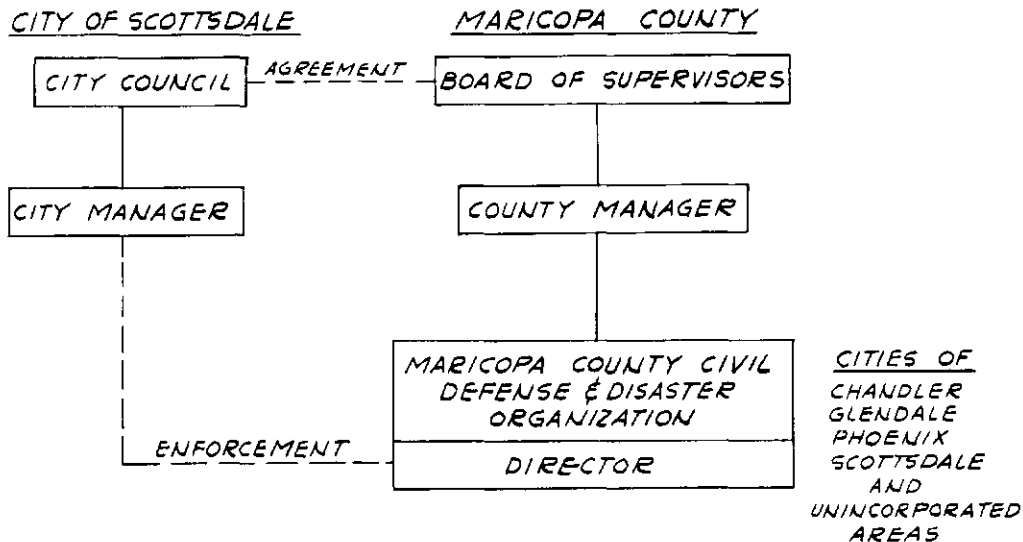 CITY OF SCOTTSDALE
MARICOPA COUNTY
CITY COUNCIL
AGREEMENT
BOARD OF SUPERVISORS
CITY MANAGER
COUNTY MANAGER
MARICOPA COUNTY CIVIL
DEFENSE & DISASTER
ORGANIZATION
ENFORCEMENT
DIRECTOR
CITIES OF
CHANDLER
GLENDALE
PHOENIX
SCOTTSDALE
AND
UNINCORPORATED
AREAS